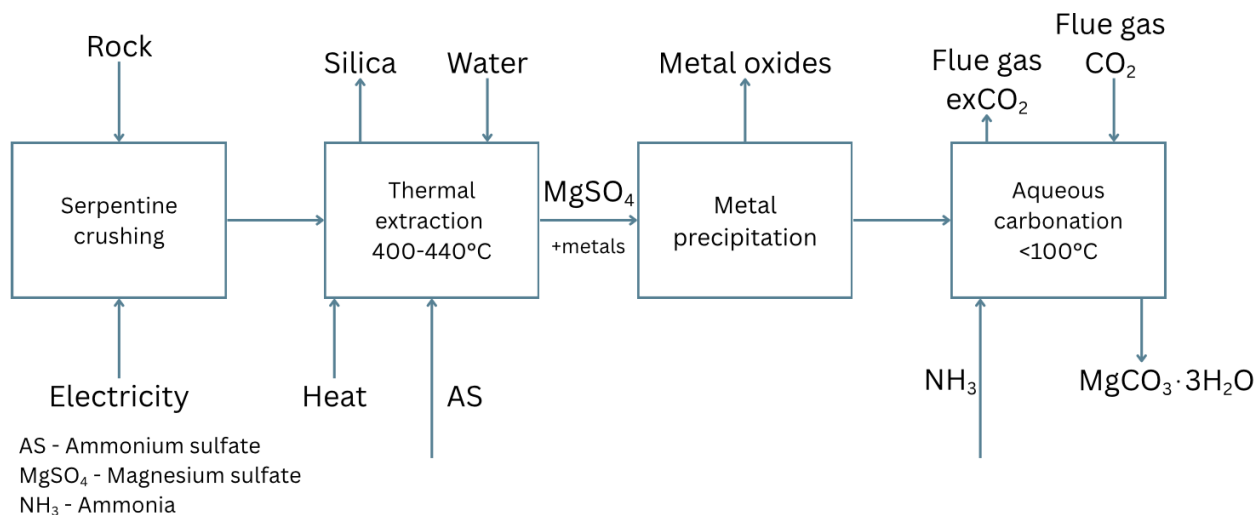 Rock
Silica
Water
Metal oxides
Flue gas
exCO₂
Flue gas
CO₂
Serpentine
crushing
Thermal
extraction
400-440°C
MgSO₄
+metals
Metal
precipitation
Aqueous
carbonation
<100°C
Electricity
Heat
AS
NH₃
MgCO₃·3H₂O
AS - Ammonium sulfate
MgSO₄ - Magnesium sulfate
NH₃ - Ammonia